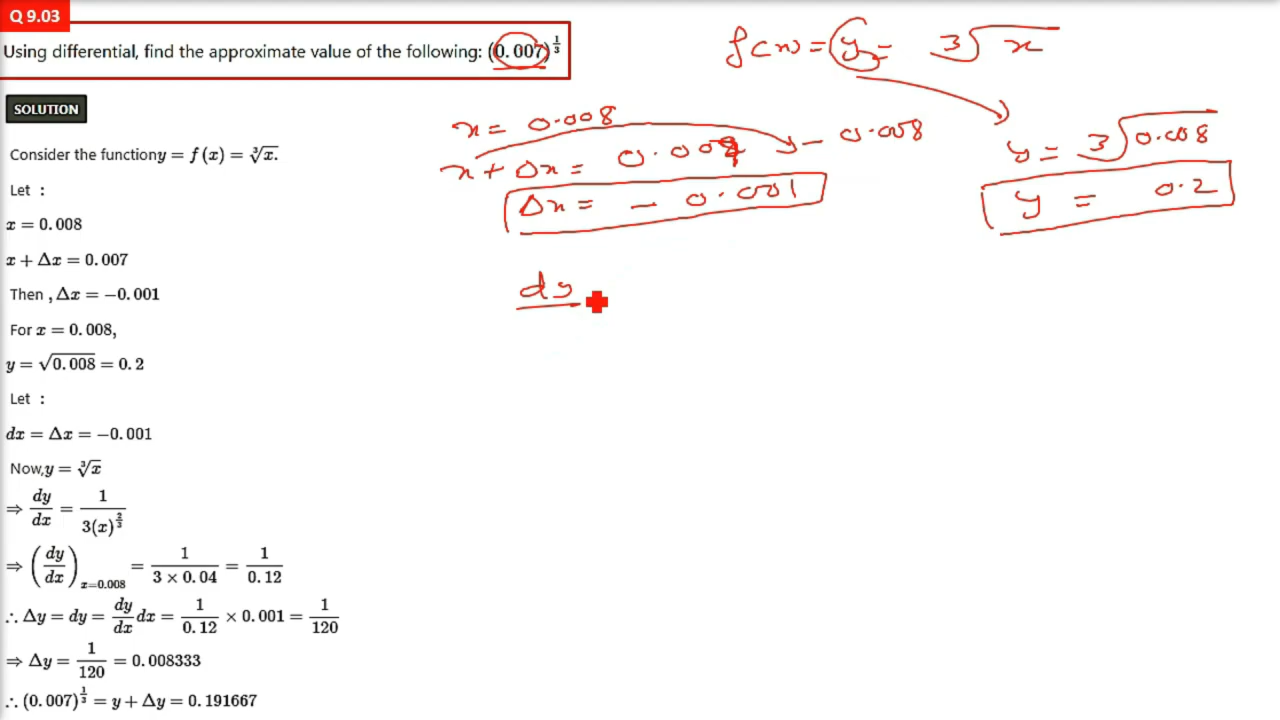 Q 9.03
Using differential, find the approximate value of the following: (0.007)^{1/3}
SOLUTION
Consider the functiony = f (x) = ∛x.
Let :
x = 0.008
x + Δx = 0.007
Then , Δx = −0.001
For x = 0.008,
y = √0.008 = 0.2
Let :
dx = Δx = −0.001
Now,y = ∛x
⇒ dy/dx = 1/(3(x)^{2/3})
⇒ (dy/dx)_{x=0.008} = 1/(3 × 0.04) = 1/0.12
∴ Δy = dy = dy/dx dx = 1/0.12 × 0.001 = 1/120
⇒ Δy = 1/120 = 0.008333
∴ (0.007)^{1/3} = y + Δy = 0.191667
f(x) = y = 3√x
x = 0.008
x + Δx = 0.007 − 0.008
Δx = − 0.001
y = 3√0.008
y = 0.2
dy